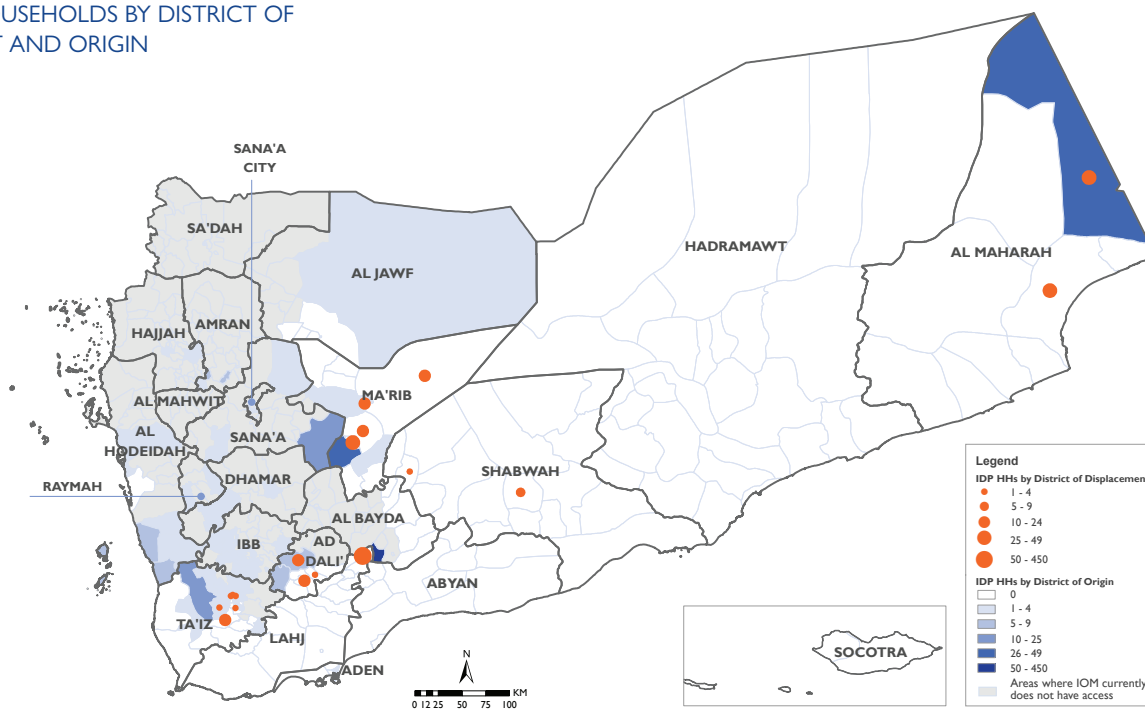 USEHOLDS BY DISTRICT OF
T AND ORIGIN
SANA'A
CITY
SA'DAH
AL JAWF
HADRAMAWT
AL MAHARAH
HAJJAH
AMRAN
MA'RIB
AL MAHWIT
AL
HODEIDAH
SANA'A
SHABWAH
RAYMAH
DHAMAR
AL BAYDA
IBB
AD
DALI'
ABYAN
TA'IZ
LAHJ
ADEN
SOCOTRA
N
0 12 25 50 75 100 KM
Legend
IDP HHs by District of Displacemen
1 - 4
5 - 9
10 - 24
25 - 49
50 - 450
IDP HHs by District of Origin
0
1 - 4
5 - 9
10 - 25
26 - 49
50 - 450
Areas where IOM currently
does not have access